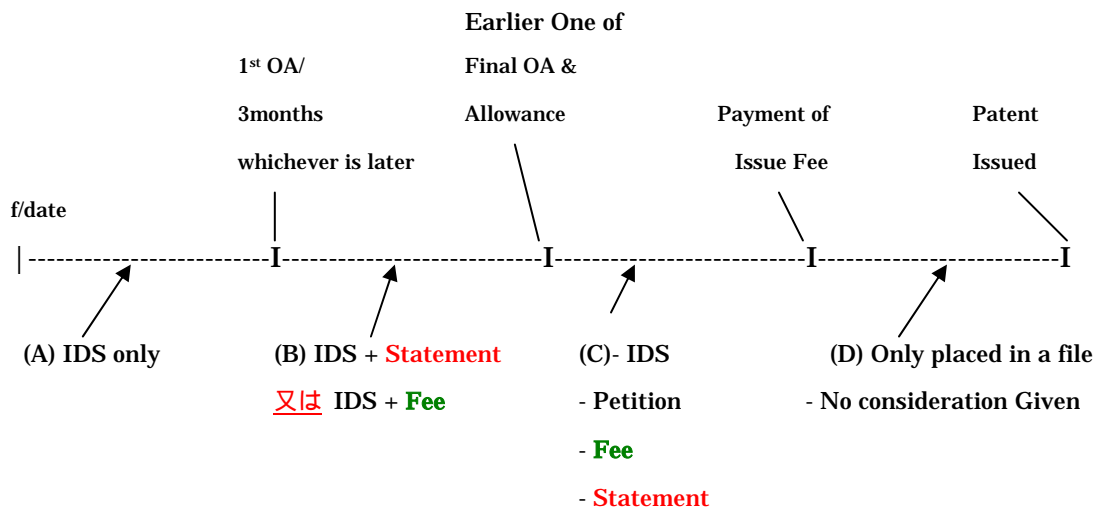 Earlier One of
1st OA/
3months
whichever is later
Final OA &
Allowance
Payment of
Issue Fee
Patent
Issued
f/date
(A) IDS only
(B) IDS + Statement
又は IDS + Fee
(C)- IDS
- Petition
- Fee
- Statement
(D) Only placed in a file
- No consideration Given